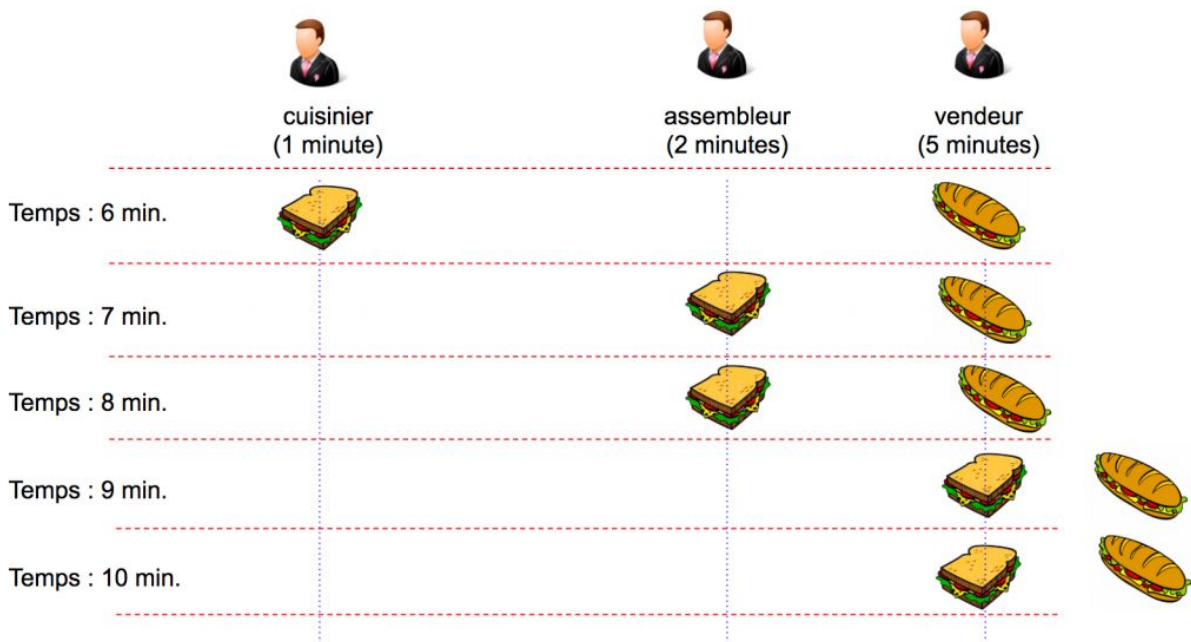 cuisinier
(1 minute)
assembleur
(2 minutes)
vendeur
(5 minutes)
Temps : 6 min.
Temps : 7 min.
Temps : 8 min.
Temps : 9 min.
Temps : 10 min.